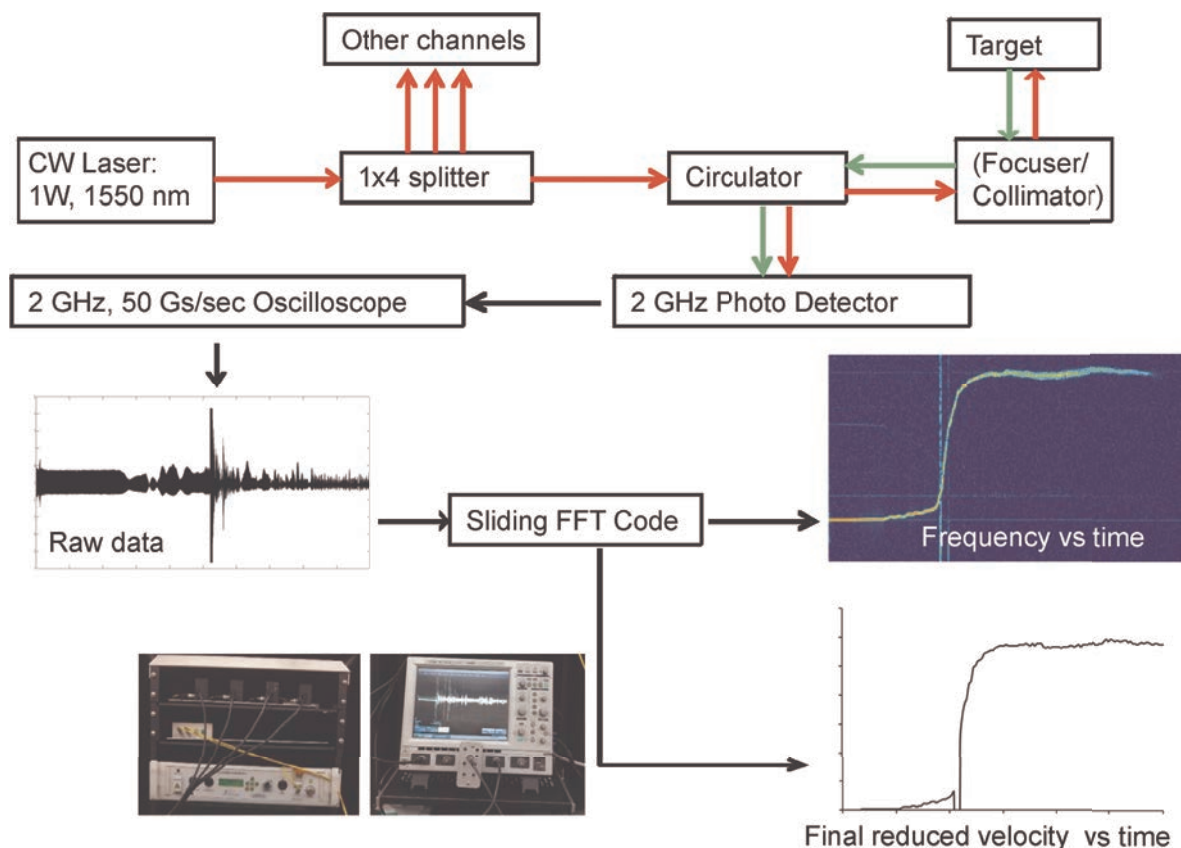 Other channels
Target
CW Laser:
1W, 1550 nm
1x4 splitter
Circulator
(Focuser/
Collimator)
2 GHz, 50 Gs/sec Oscilloscope
2 GHz Photo Detector
Raw data
Sliding FFT Code
Frequency vs time
Final reduced velocity vs time